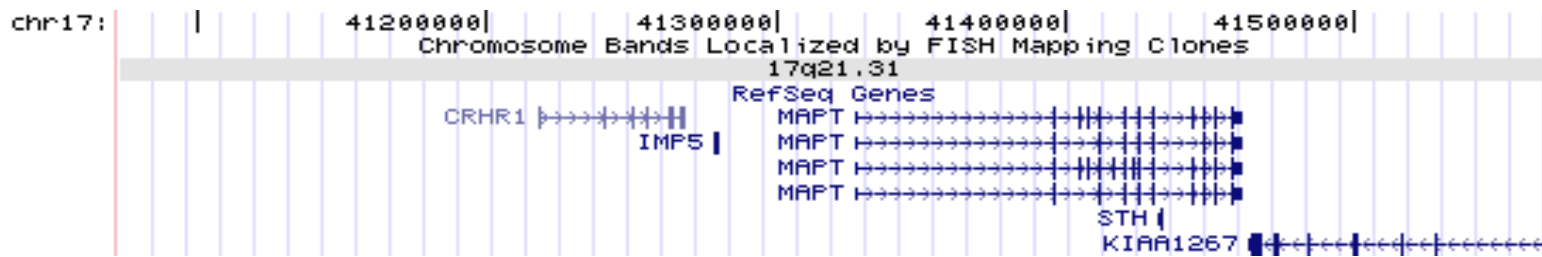 chr17: | 41200000| 41300000| 41400000| 41500000|
Chromosome Bands Localized by FISH Mapping Clones
17q21.31
RefSeq Genes
CRHR1 MAPT
IMP5 MAPT
MAPT
MAPT
STH
KIAA1267